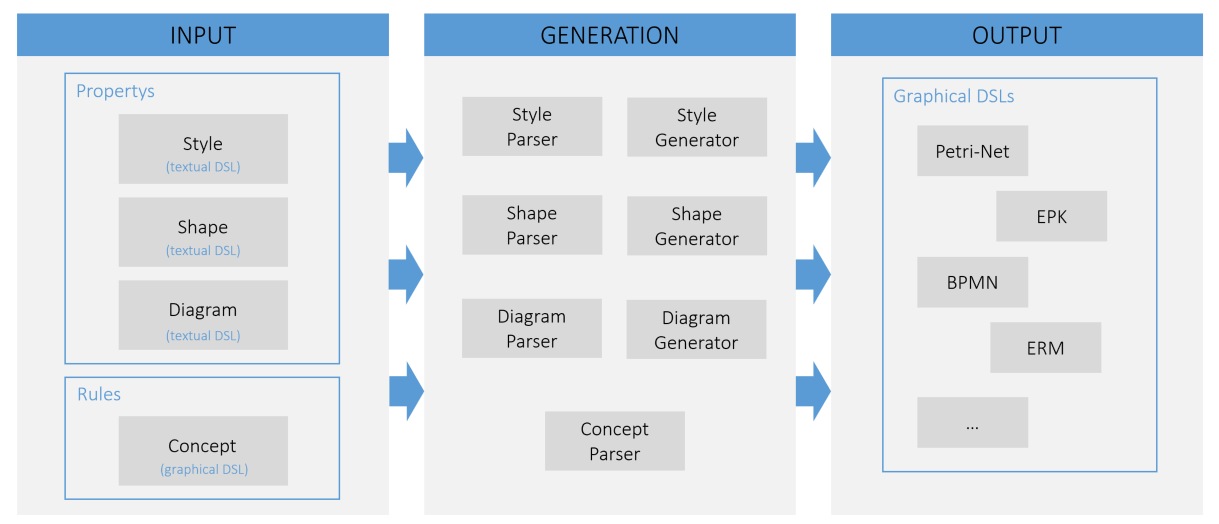 INPUT
Propertys
Style
(textual DSL)
Shape
(textual DSL)
Diagram
(textual DSL)
Rules
Concept
(graphical DSL)
GENERATION
Style
Parser
Style
Generator
Shape
Parser
Shape
Generator
Diagram
Parser
Diagram
Generator
Concept
Parser
OUTPUT
Graphical DSLs
Petri-Net
EPK
BPMN
ERM
...